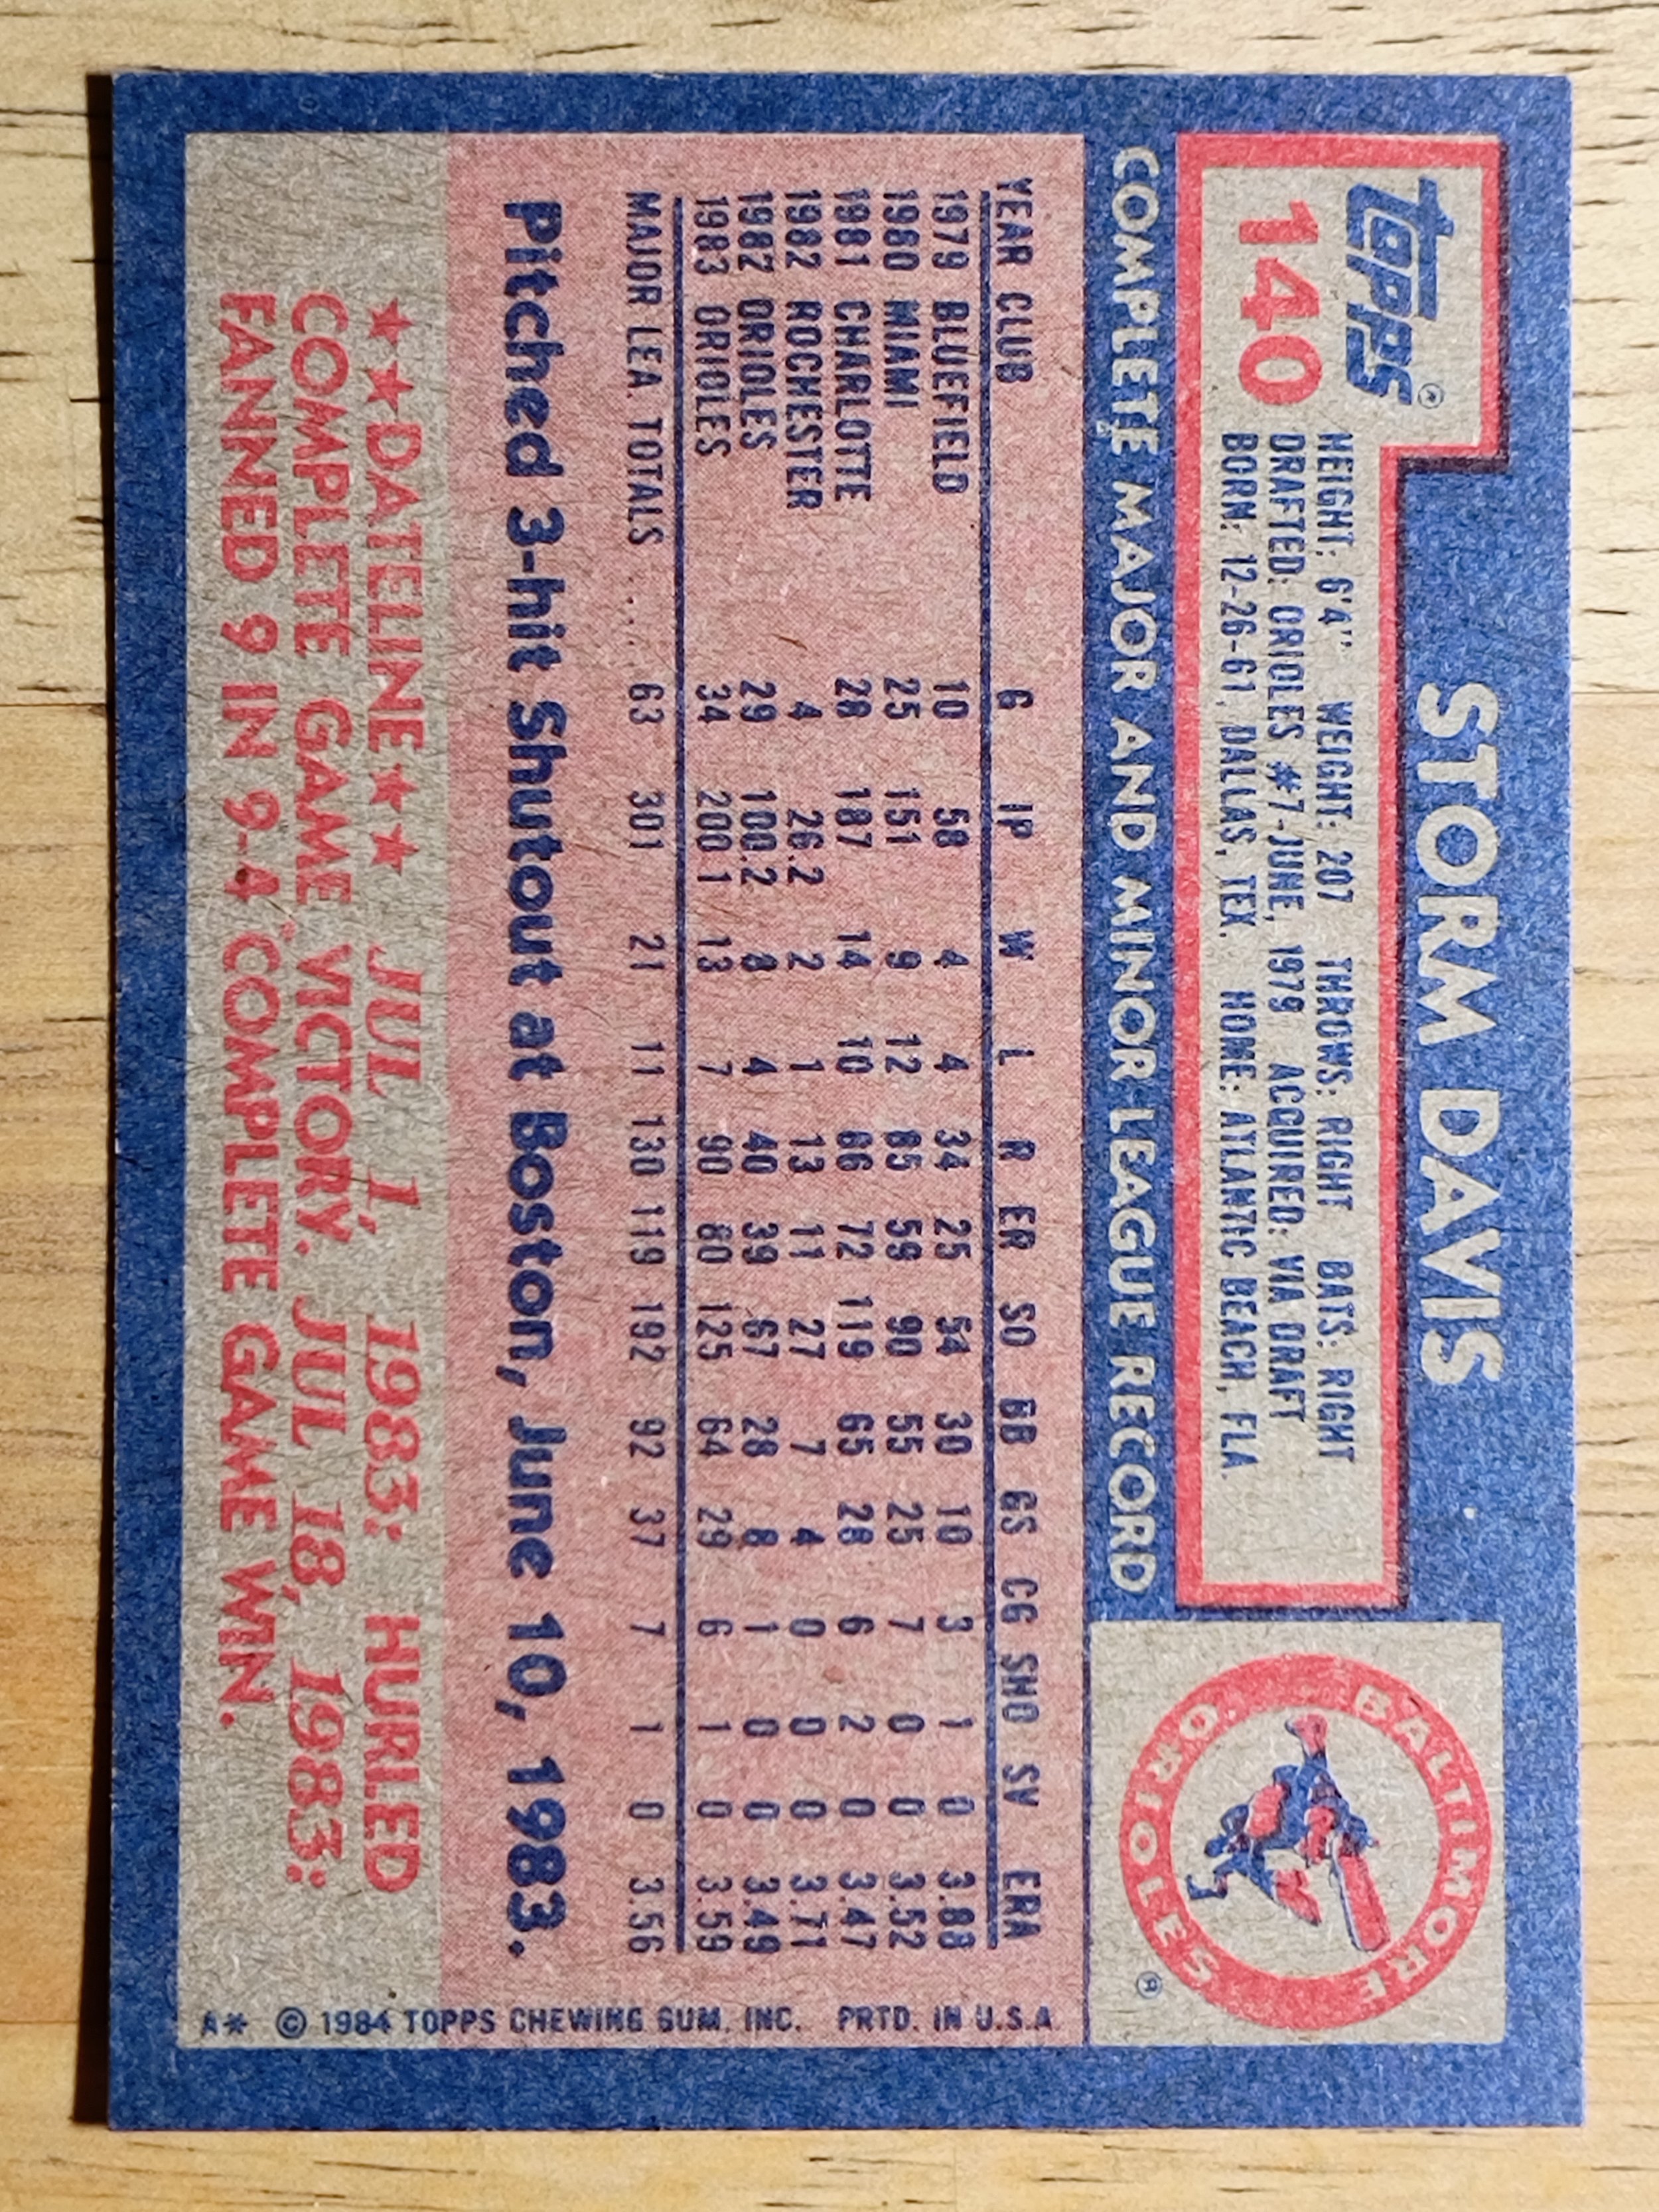 Topps®
140
STORM DAVIS
HEIGHT: 6'4" WEIGHT: 207 THROWS: RIGHT BATS: RIGHT
DRAFTED: ORIOLES #7-JUNE, 1979 ACQUIRED: VIA DRAFT
BORN: 12-26-61, DALLAS, TEX. HOME: ATLANTIC BEACH, FLA.
BALTIMORE
ORIOLES
®
COMPLETE MAJOR AND MINOR LEAGUE RECORD
YEAR CLUB G IP W L R ER SO BB GS CG SHO SV ERA
1979 BLUEFIELD 10 58 4 4 34 25 54 30 10 3 1 0 3.88
1980 MIAMI 25 151 9 12 85 59 90 55 25 7 0 0 3.52
1981 CHARLOTTE 28 187 14 10 86 72 119 65 28 6 2 0 3.47
1982 ROCHESTER 4 26.2 2 1 13 11 27 7 4 0 0 0 3.71
1982 ORIOLES 29 100.2 8 4 40 39 67 28 8 1 0 0 3.49
1983 ORIOLES 34 200.1 13 7 90 80 125 64 29 6 1 0 3.59
MAJOR LEA. TOTALS .... 63 301 21 11 130 119 192 92 37 7 1 0 3.56
Pitched 3-hit Shutout at Boston, June 10, 1983.
★★DATELINE★★ JUL 1, 1983: HURLED
COMPLETE GAME VICTORY. JUL 18, 1983:
FANNED 9 IN 9-4 COMPLETE GAME WIN.
A* © 1984 TOPPS CHEWING GUM, INC. PRTD. IN U.S.A.